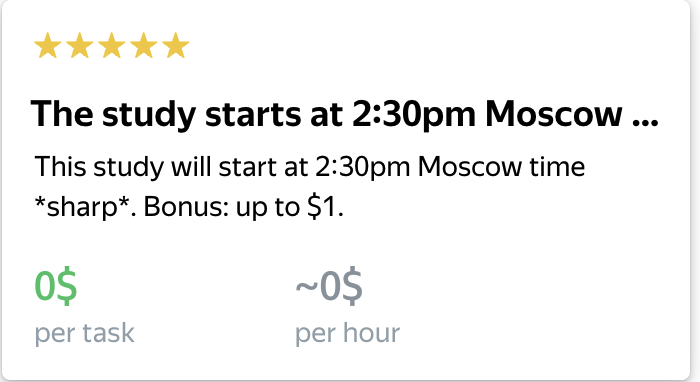 The study starts at 2:30pm Moscow ...
This study will start at 2:30pm Moscow time
*sharp*. Bonus: up to $1.
0$ ~0$
per task per hour